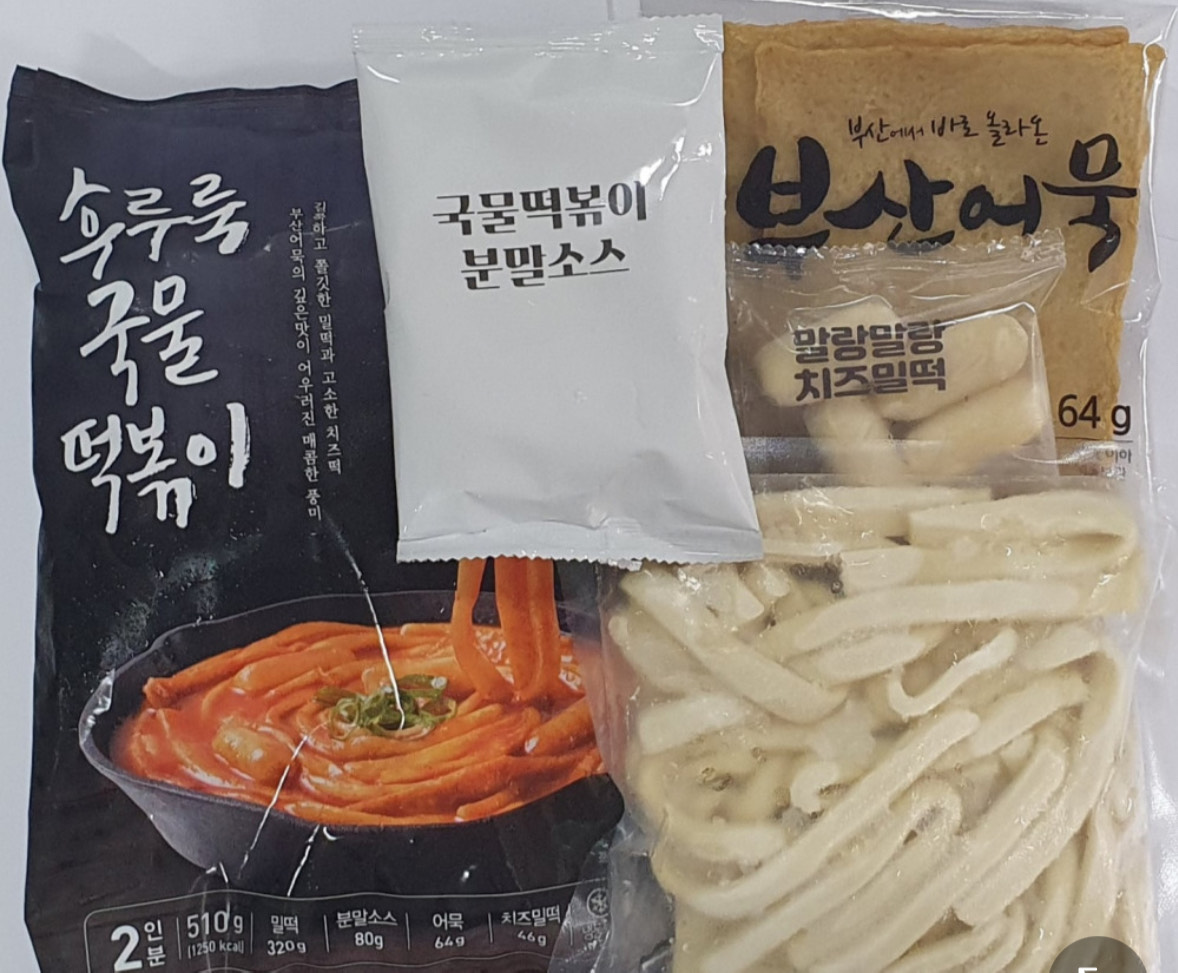 후루룩
국물
떡볶이
길쭉하고 쫄깃한 밀떡과 고소한 치즈떡
부산어묵의 깊은맛이 어우러진 매콤한 풍미
2인분
510g
(1250 kcal)
밀떡
320g
분말소스
80g
어묵
64g
치즈밀떡
46g
국물떡볶이
분말소스
부산에서 바로 올라온
부산어묵
말랑말랑
치즈밀떡
64 g